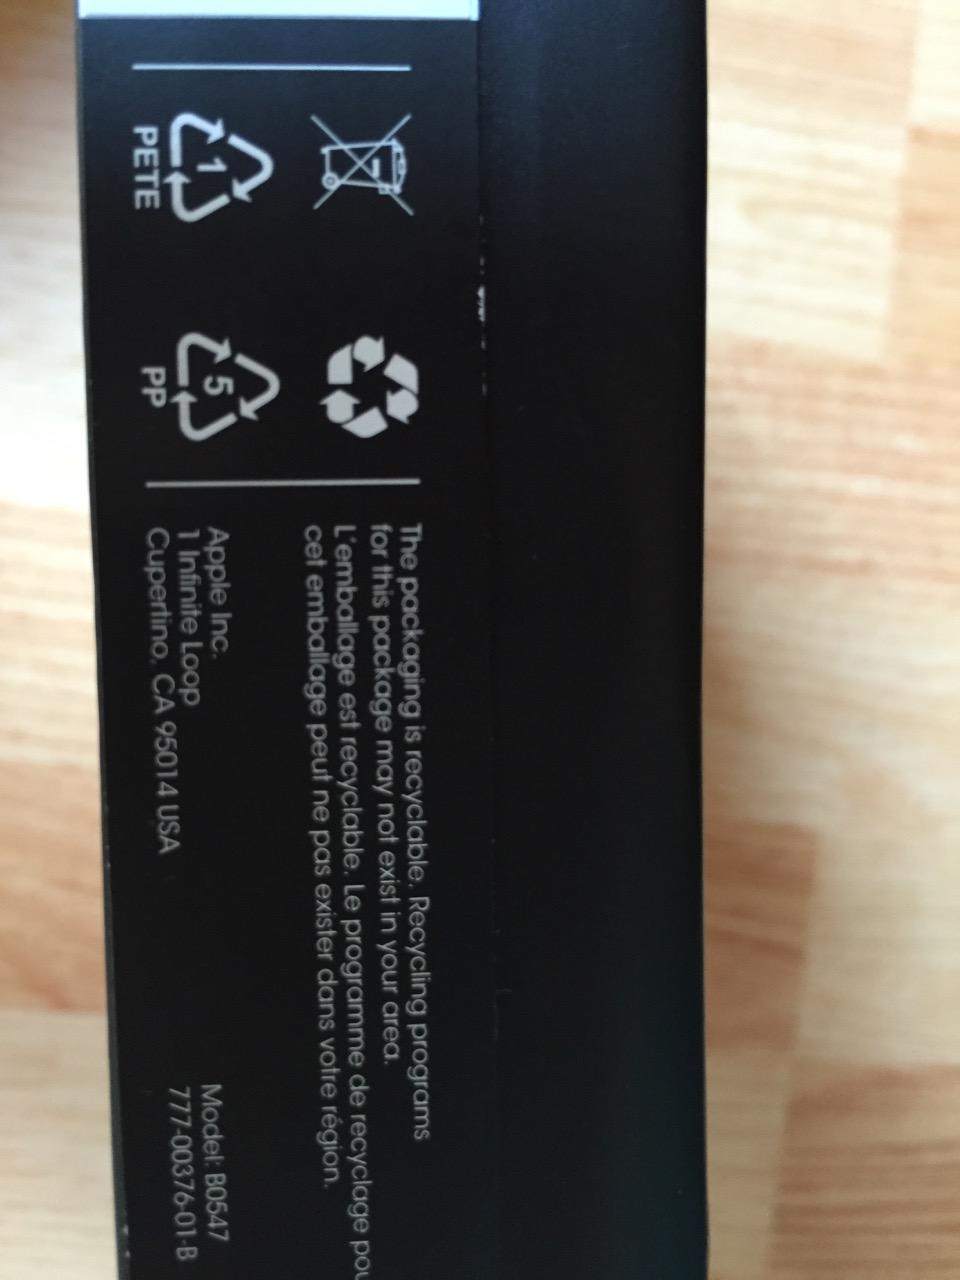 1
PETE
5
PP
The packaging is recyclable. Recycling programs
for this package may not exist in your area.
L'emballage est recyclable. Le programme de recyclage pou
cet emballage peut ne pas exister dans votre région.
Apple Inc.
1 Infinite Loop
Cupertino, CA 95014 USA
Model: B0547
777-00376-01-B